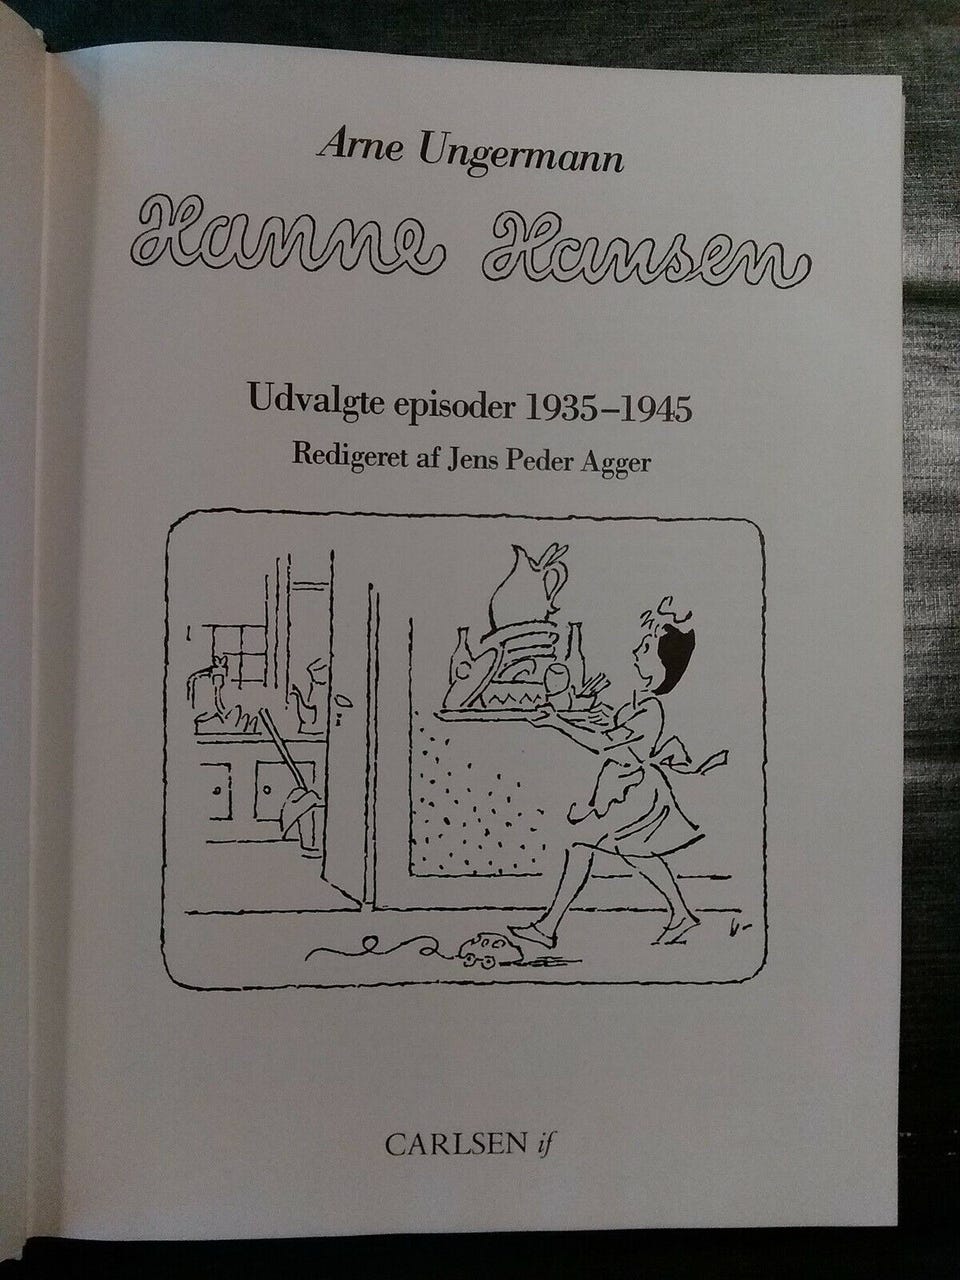 Arne Ungermann
Hanne Hansen
Udvalgte episoder 1935–1945
Redigeret af Jens Peder Agger
CARLSEN if